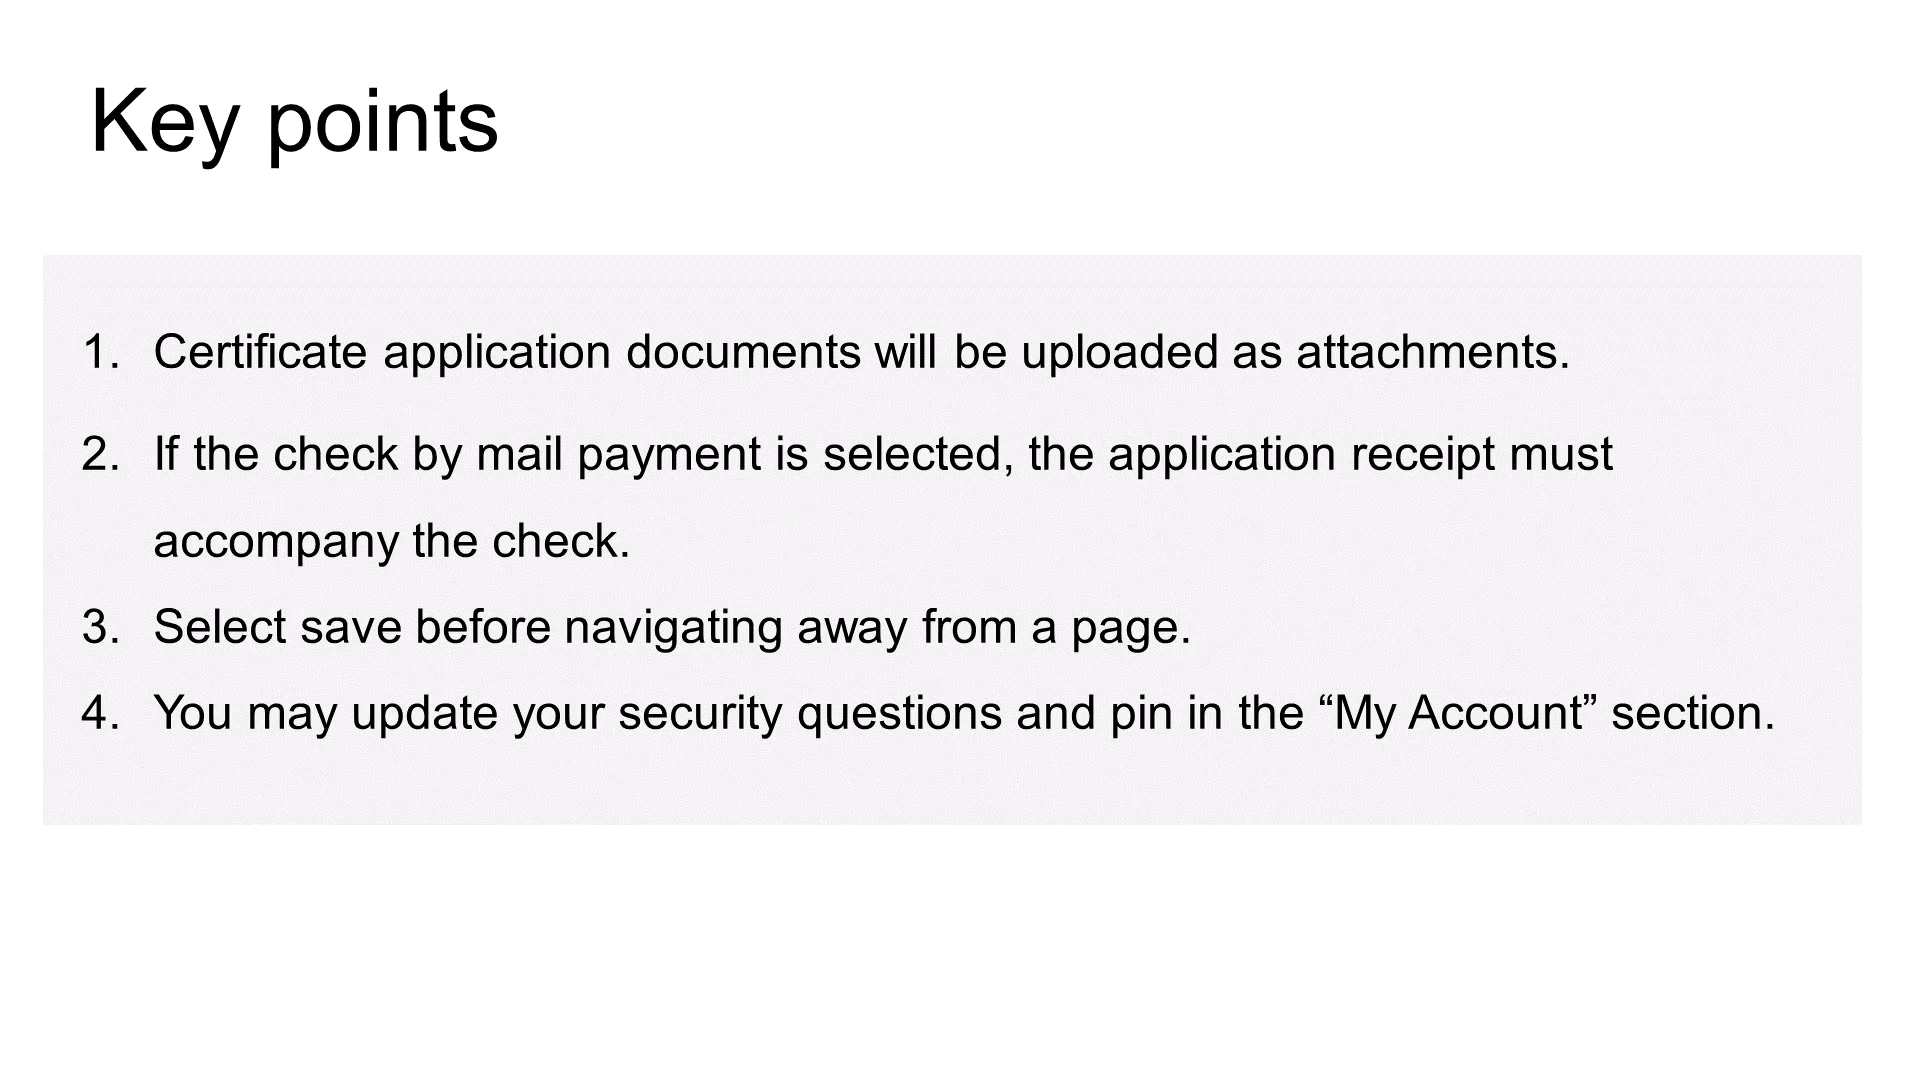 Key points
1. Certificate application documents will be uploaded as attachments.
2. If the check by mail payment is selected, the application receipt must
accompany the check.
3. Select save before navigating away from a page.
4. You may update your security questions and pin in the “My Account” section.